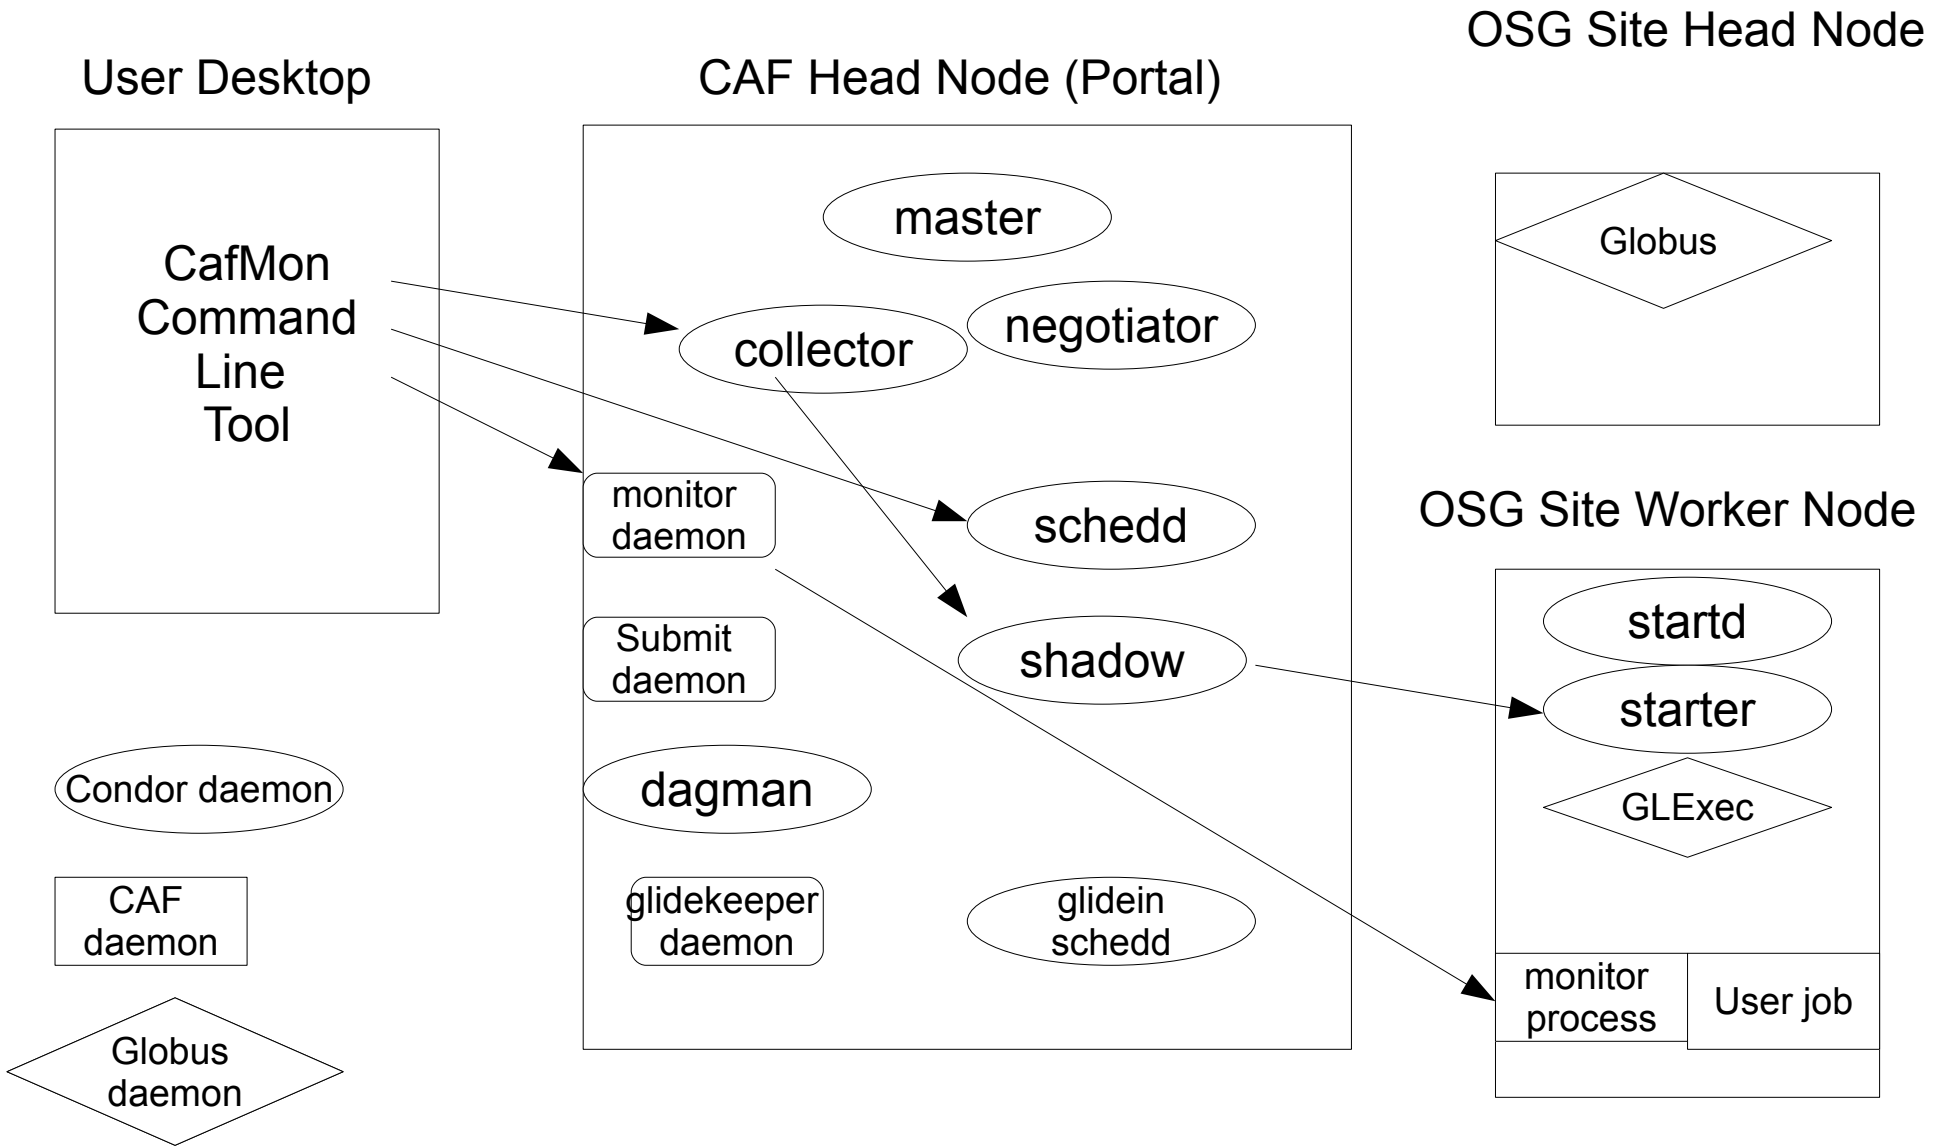 OSG Site Head Node
User Desktop
CAF Head Node (Portal)
CafMon
Command
Line
Tool
master
negotiator
collector
monitor
daemon
schedd
Submit
daemon
shadow
dagman
glidekeeper
daemon
glidein
schedd
Globus
OSG Site Worker Node
startd
starter
GLExec
monitor
process
User job
Condor daemon
CAF
daemon
Globus
daemon